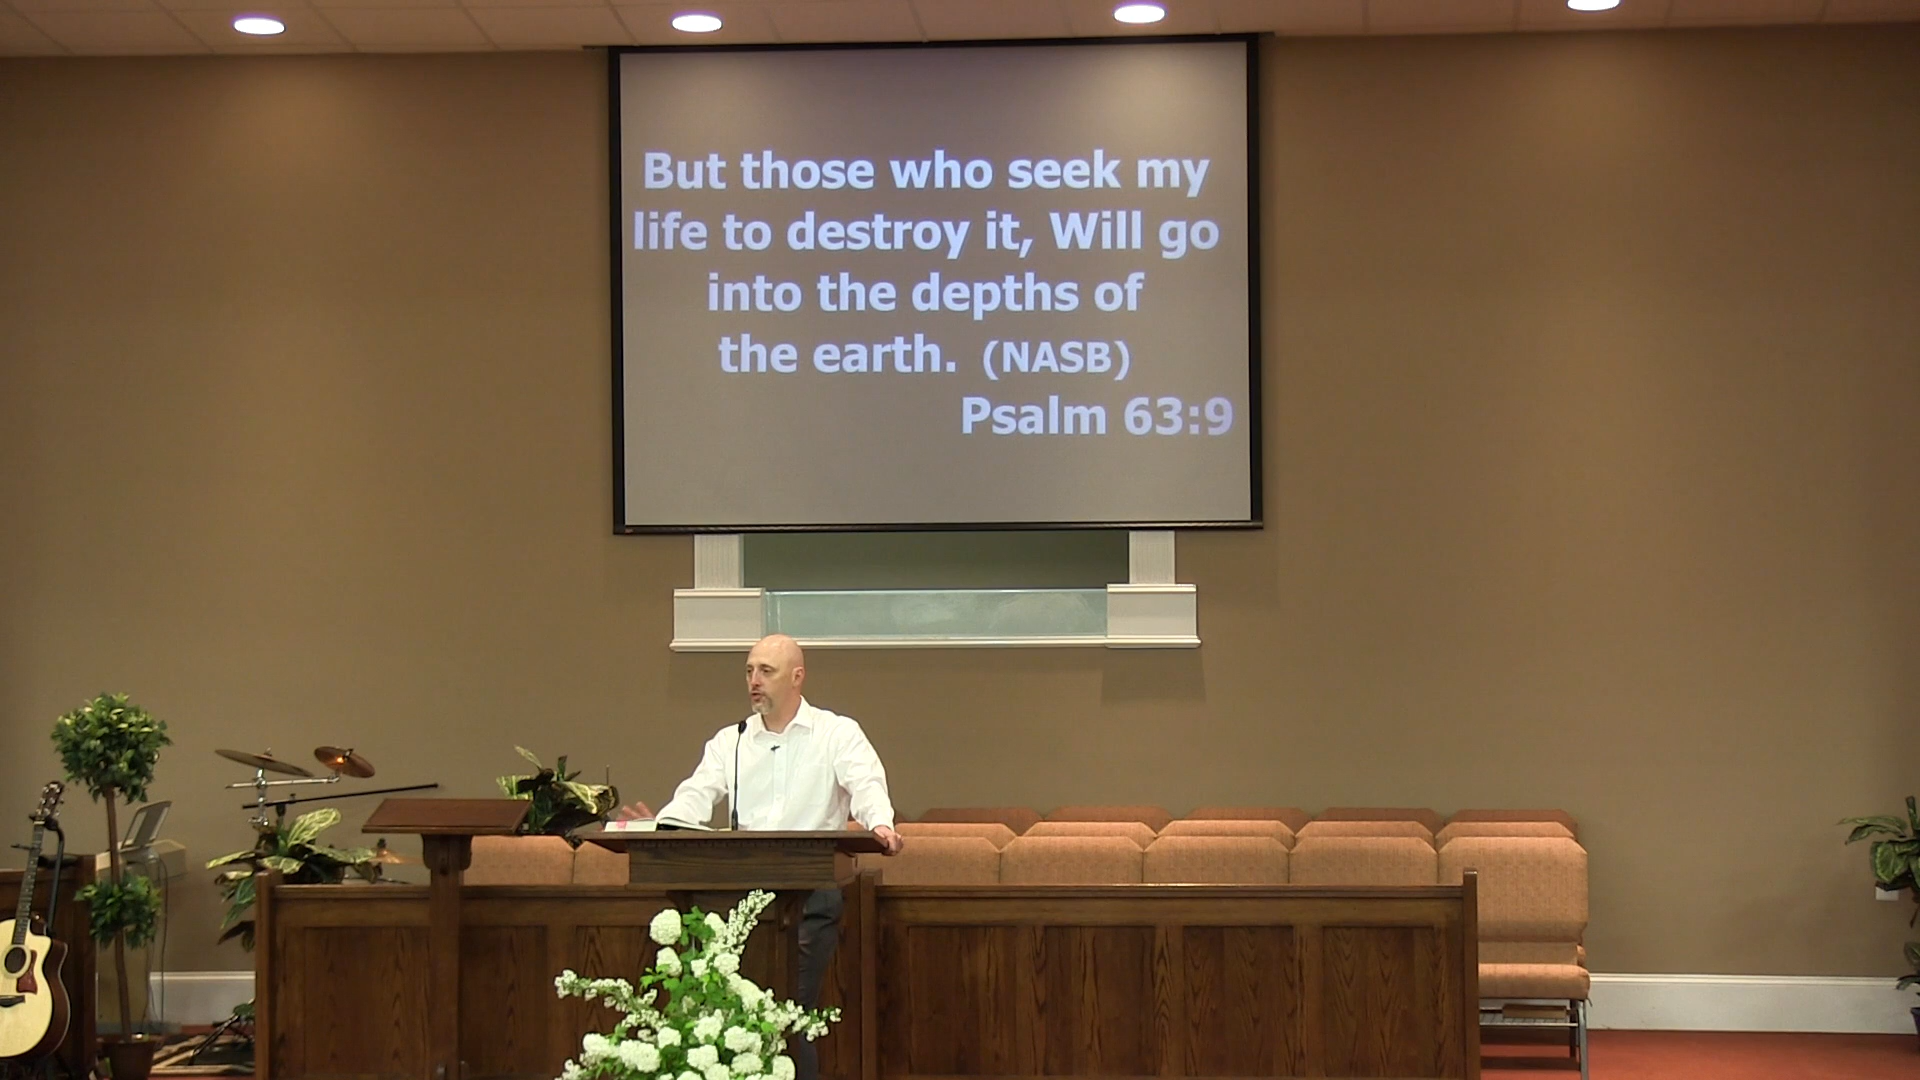 But those who seek my
life to destroy it, Will go
into the depths of
the earth. (NASB)
Psalm 63:9